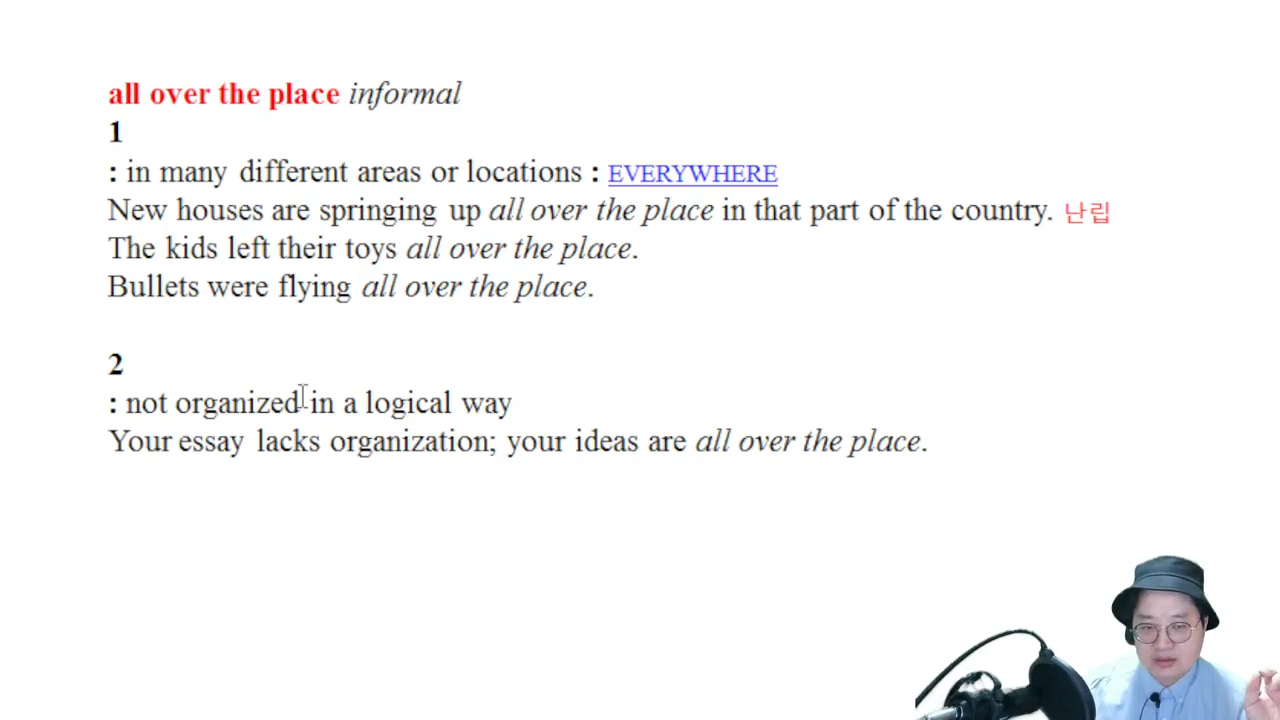 all over the place informal
1
: in many different areas or locations : EVERYWHERE
New houses are springing up all over the place in that part of the country. 난립
The kids left their toys all over the place.
Bullets were flying all over the place.
2
: not organized in a logical way
Your essay lacks organization; your ideas are all over the place.